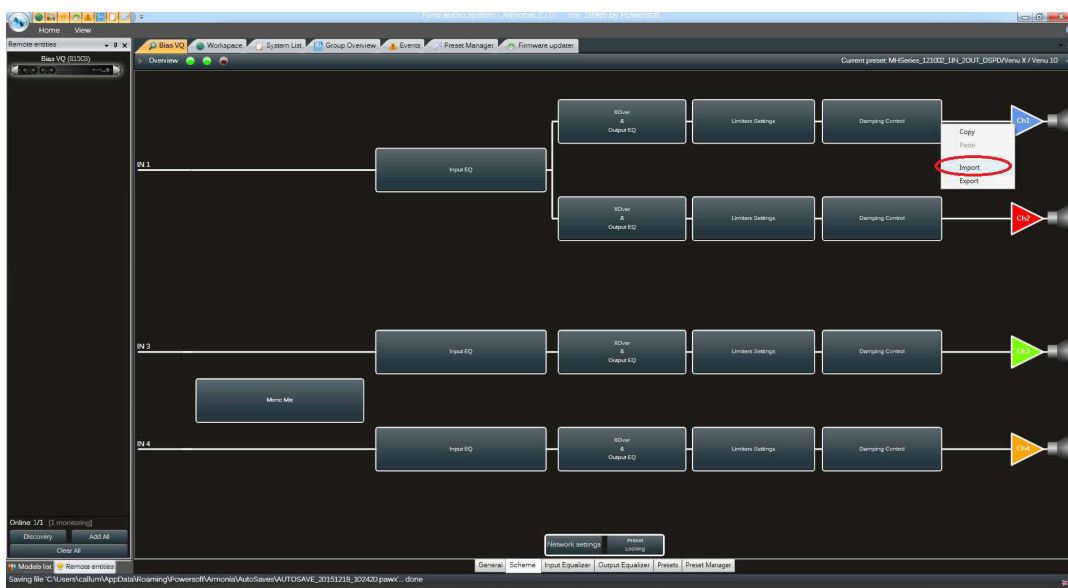 New audio system - Armonia 2.7.0 rev. 18965 by Powersoft
Home View
Remote entities
Bias VQ (81503)
Bias VQ Workspace System List Group Overview Events Preset Manager Firmware updater
Overview
Current preset: MHSeries_121002_1IN_2OUT_DSPD/Venu X / Venu 10
XOver
&
Output EQ
Limiters Settings
Damping Control
Ch1
Copy
Paste
Import
Export
IN 1
Input EQ
XOver
&
Output EQ
Limiters Settings
Damping Control
Ch2
IN 3
Input EQ
XOver
&
Output EQ
Limiters Settings
Damping Control
Ch3
Mono Mix
IN 4
Input EQ
XOver
&
Output EQ
Limiters Settings
Damping Control
Ch4
Online: 1/1 [1 monitoring]
Discovery Add All
Clear All
Network settings
Preset
Locking
Models list Remote entities
General Scheme Input Equalizer Output Equalizer Presets Preset Manager
Saving file 'C:\Users\callum\AppData\Roaming\Powersoft\Armonia\AutoSaves\AUTOSAVE_20151218_102420.pawx'... done